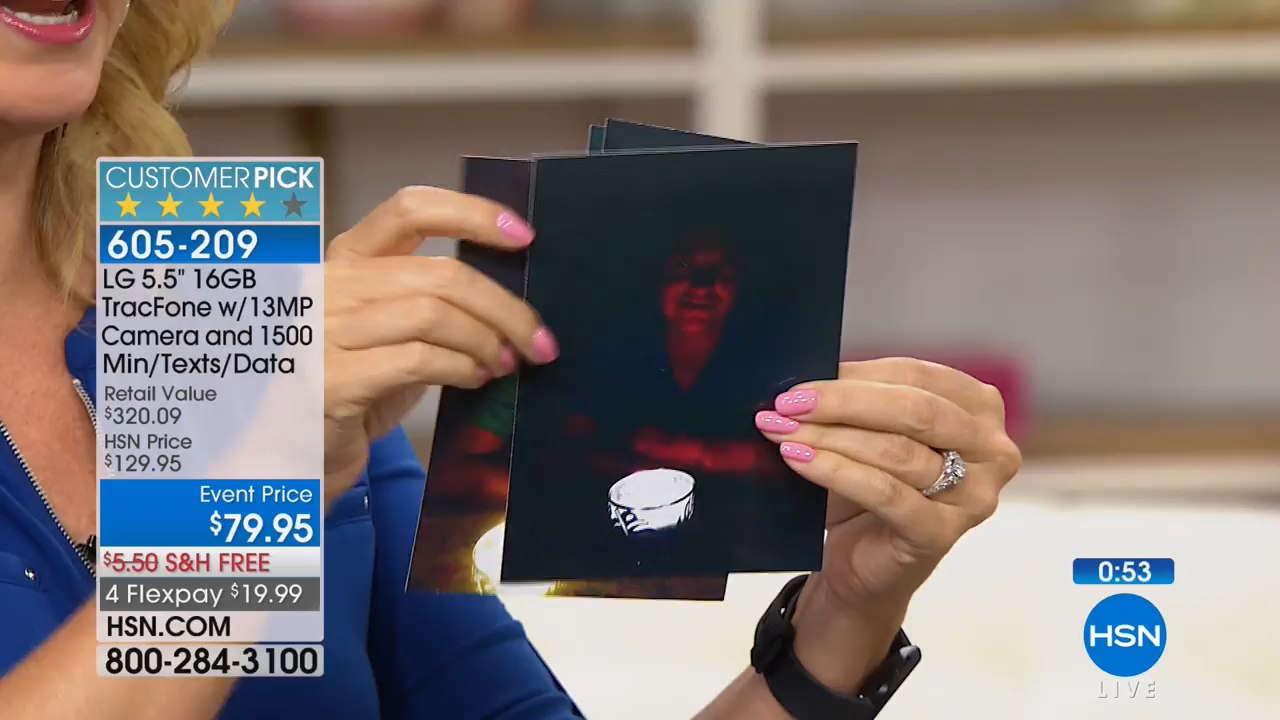 CUSTOMERPICK
605-209
LG 5.5" 16GB
TracFone w/13MP
Camera and 1500
Min/Texts/Data
Retail Value
$320.09
HSN Price
$129.95
Event Price
$79.95
$5.50 S&H FREE
4 Flexpay $19.99
HSN.COM
800-284-3100
0:53
HSN
LIVE